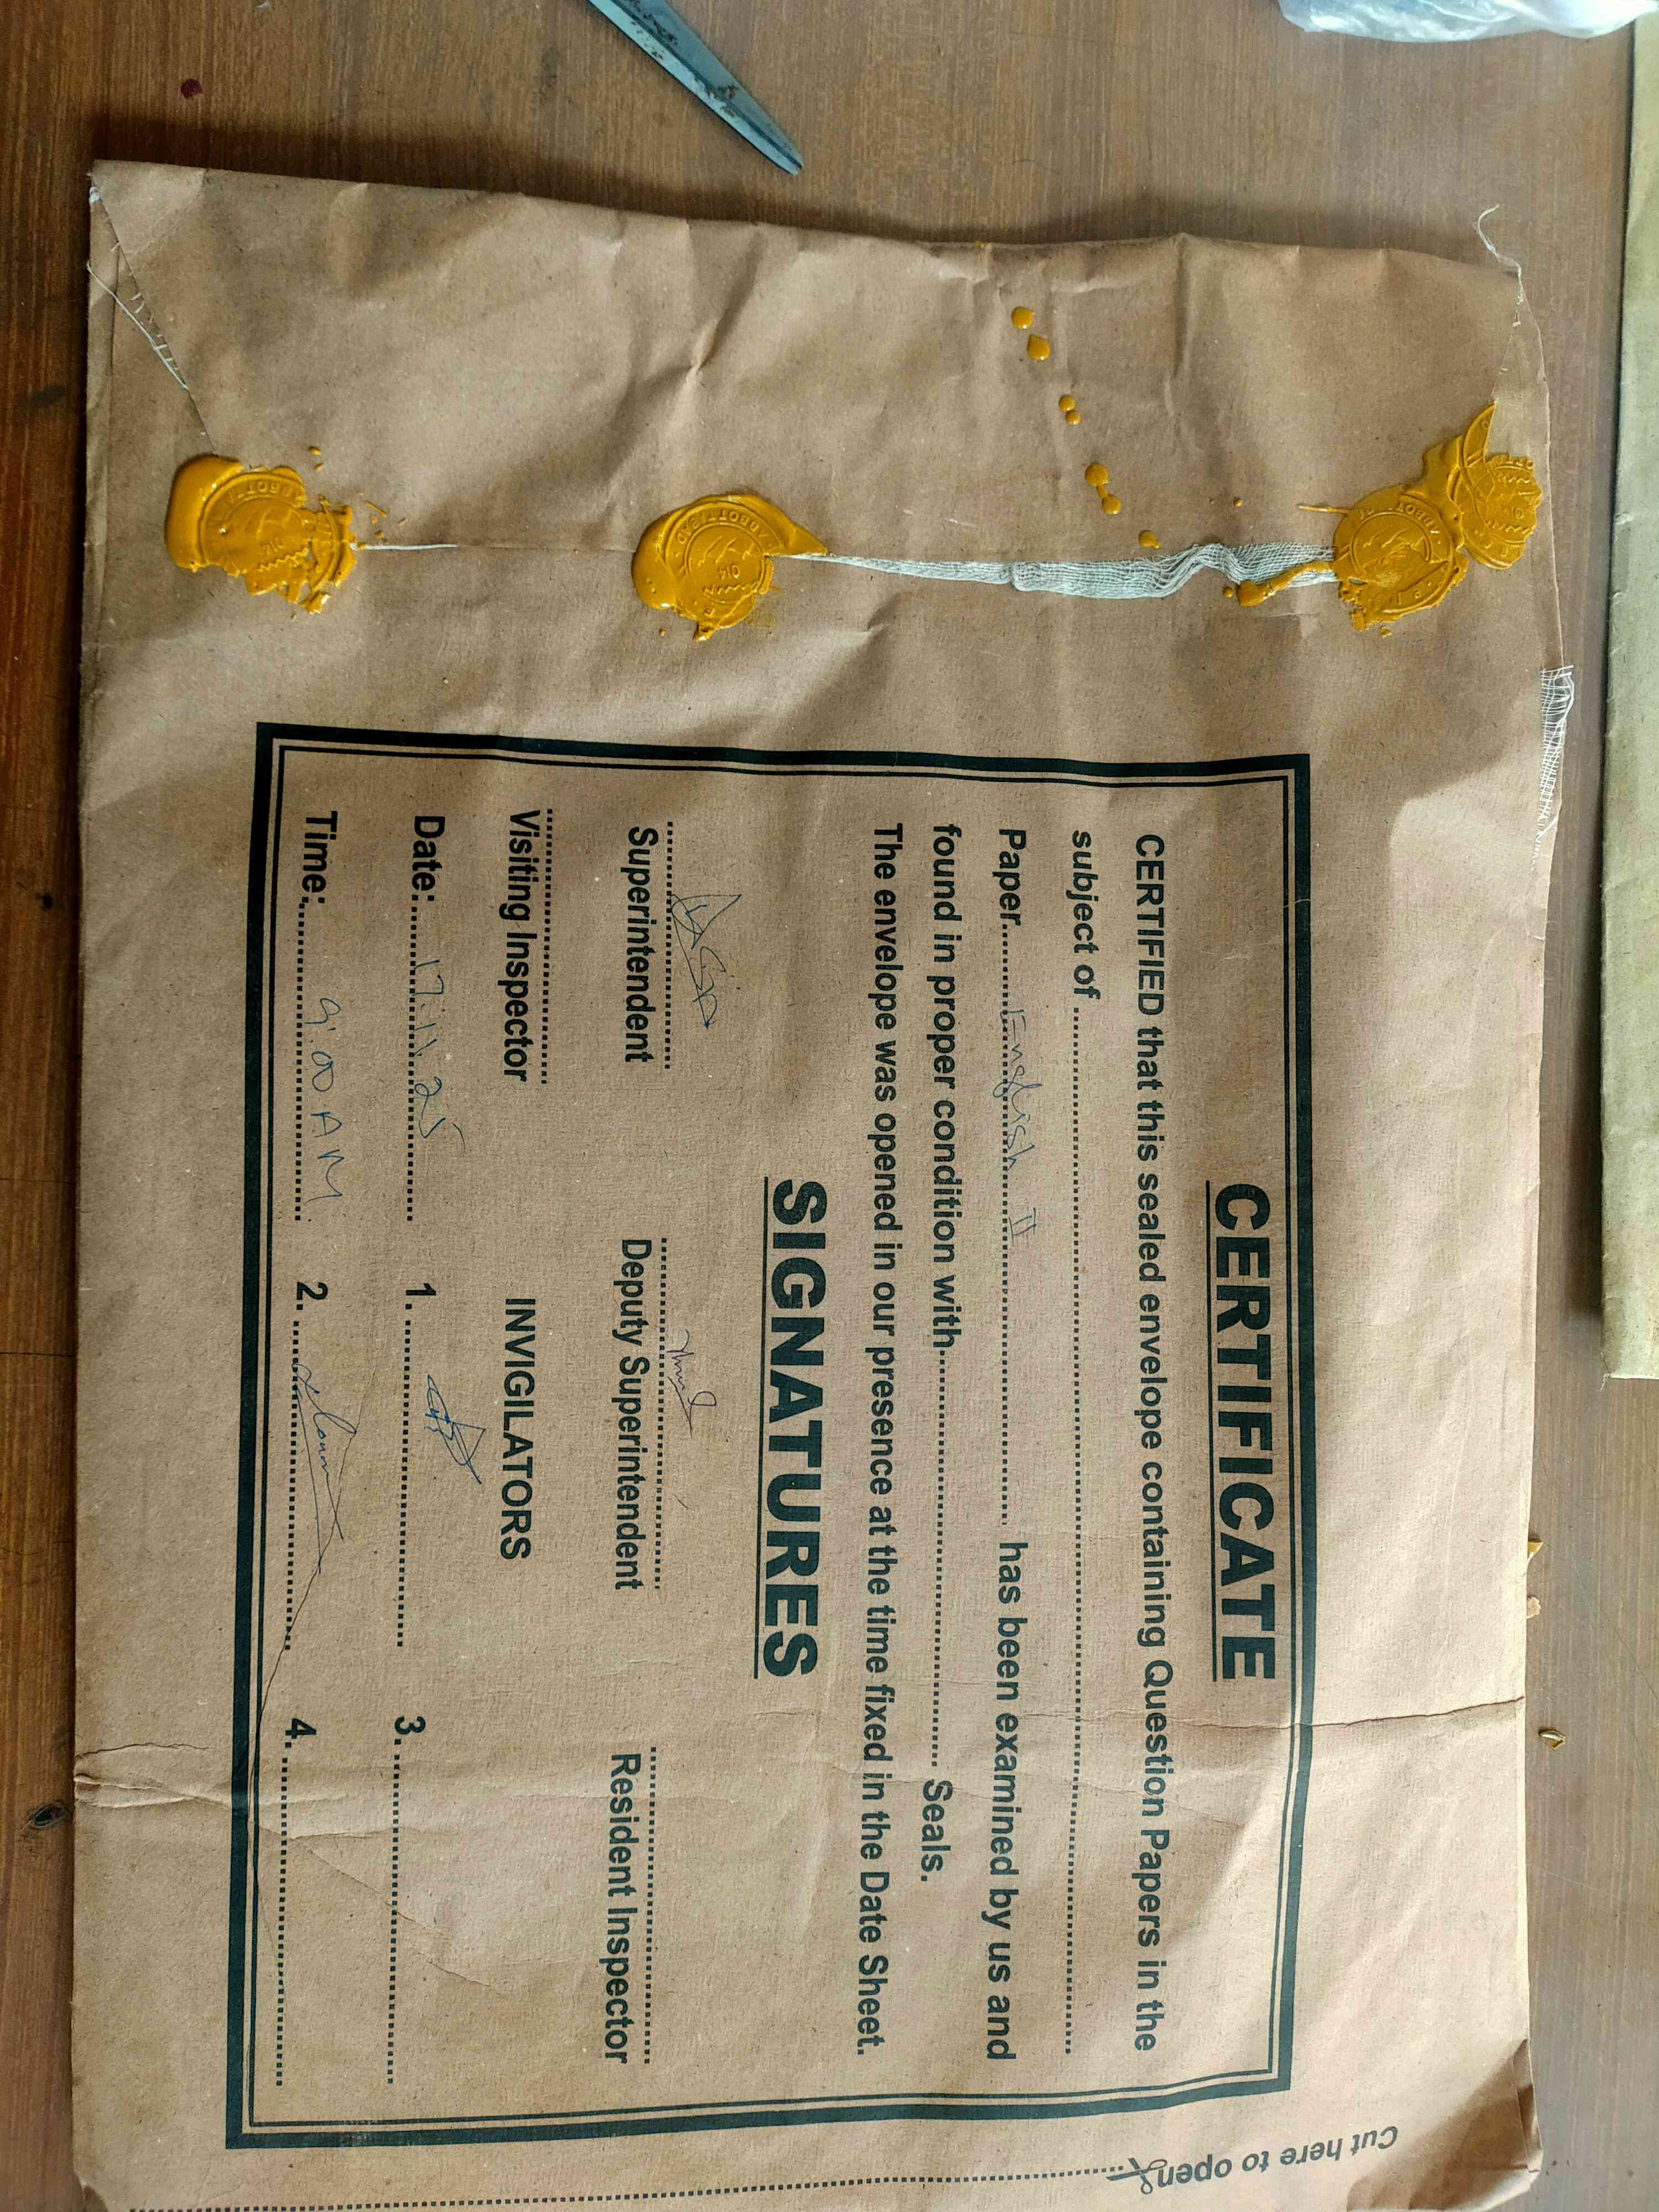 CERTIFICATE
CERTIFIED that this sealed envelope containing Question Papers in the
subject of ........................................
Paper......English II............ has been examined by us and
found in proper condition with........................ Seals.
The envelope was opened in our presence at the time fixed in the Date Sheet.
SIGNATURES
Superintendent Deputy Superintendent Resident Inspector
Visiting Inspector INVIGILATORS
Date:....17.11.25........ 1. .................... 3. ....................
Time:....9:00 AM........ 2. .................... 4. ....................
Cut here to open
ABBOTTABAD
014